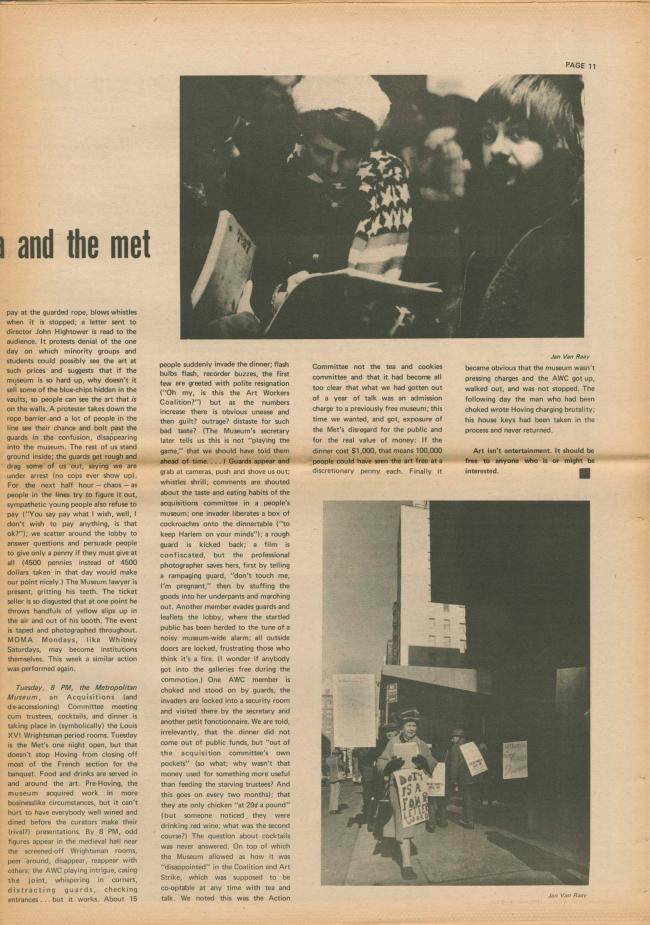 PAGE 11
a and the met
pay at the guarded rope, blows whistles
when it is stopped; a letter sent to
director John Hightower is read to the
audience. It protests denial of the one
day on which minority groups and
students could possibly see the art at
such prices and suggests that if the
museum is so hard up, why doesn't it
sell some of the blue-chips hidden in the
vaults, so people can see the art that is
on the walls. A protester takes down the
rope barrier and a lot of people in the
line see their chance and bolt past the
guards in the confusion, disappearing
into the museum. The rest of us stand
ground inside; the guards get rough and
drag some of us out, saying we are
under arrest (no cops ever show up).
For the next half hour — chaos — as
people in the lines try to figure it out,
sympathetic young people also refuse to
pay ("You say pay what I wish, well, I
don't wish to pay anything, is that
ok?"); we scatter around the lobby to
answer questions and persuade people
to give only a penny if they must give at
all (4500 pennies instead of 4500
dollars taken in that day would make
our point nicely.) The Museum lawyer is
present, gritting his teeth. The ticket
seller is so disgusted that at one point he
throws handfuls of yellow slips up in
the air and out of his booth. The event
is taped and photographed throughout.
MOMA Mondays, like Whitney
Saturdays, may become institutions
themselves. This week a similar action
was performed again.
Tuesday, 8 PM, the Metropolitan
Museum, an Acquisitions (and
de-accessioning) Committee meeting
cum trustees, cocktails, and dinner is
taking place in (symbolically) the Louis
XVI Wrightsman period rooms. Tuesday
is the Met's one night open, but that
doesn't stop Hoving from closing off
most of the French section for the
banquet. Food and drinks are served in
and around the art. Pre-Hoving, the
museum acquired work in more
businesslike circumstances, but it can't
hurt to have everybody well wined and
dined before the curators make their
(rival?) presentations. By 8 PM, odd
figures appear in the medieval hall near
the screened-off Wrightsman rooms,
peer around, disappear, reappear with
others; the AWC playing intrigue, casing
the joint, whispering in corners,
distracting guards, checking
entrances . . . but it works. About 15
people suddenly invade the dinner; flash
bulbs flash, recorder buzzes, the first
few are greeted with polite resignation
("Oh my, is this the Art Workers
Coalition?") but as the numbers
increase there is obvious unease and
then guilt? outrage? distaste for such
bad taste? (The Museum's secretary
later tells us this is not "playing the
game," that we should have told them
ahead of time. . . . ) Guards appear and
grab at cameras, push and shove us out;
whistles shrill; comments are shouted
about the taste and eating habits of the
acquisitions committee in a people's
museum; one invader liberates a box of
cockroaches onto the dinnertable ("to
keep Harlem on your minds"); a rough
guard is kicked back; a film is
confiscated, but the professional
photographer saves hers, first by telling
a rampaging guard, "don't touch me,
I'm pregnant," then by stuffing the
goods into her underpants and marching
out. Another member evades guards and
leaflets the lobby, where the startled
public has been herded to the tune of a
noisy museum-wide alarm; all outside
doors are locked, frustrating those who
think it's a fire. (I wonder if anybody
got into the galleries free during the
commotion.) One AWC member is
choked and stood on by guards, the
invaders are locked into a security room
and visited there by the secretary and
another petit fonctionnaire. We are told,
irrelevantly, that the dinner did not
come out of public funds, but "out of
the acquisition committee's own
pockets" (so what; why wasn't that
money used for something more useful
than feeding the starving trustees? And
this goes on every two months); that
they ate only chicken "at 20¢ a pound"
(but someone noticed they were
drinking red wine; what was the second
course?) The question about cocktails
was never answered. On top of which
the Museum allowed as how it was
"disappointed" in the Coalition and Art
Strike, which was supposed to be
co-optable at any time with tea and
talk. We noted this was the Action
Jan Van Raay
Committee not the tea and cookies
committee and that it had become all
too clear that what we had gotten out
of a year of talk was an admission
charge to a previously free museum; this
time we wanted, and got, exposure of
the Met's disregard for the public and
for the real value of money: If the
dinner cost $1,000, that means 100,000
people could have seen the art free at a
discretionary penny each. Finally it
became obvious that the museum wasn't
pressing charges and the AWC got up,
walked out, and was not stopped. The
following day the man who had been
choked wrote Hoving charging brutality;
his house keys had been taken in the
process and never returned.
Art isn't entertainment. It should be
free to anyone who is or might be
interested.
IS A
Jan Van Raay